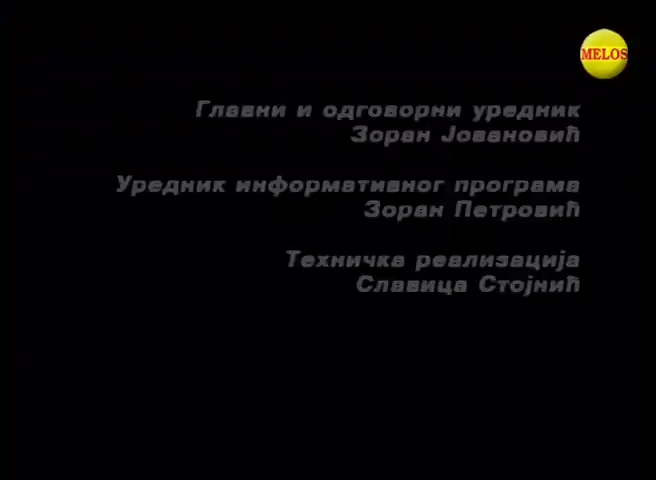 MELOS
Главни и одговорни уредник
Зоран Јовановић
Уредник информативног програма
Зоран Петровић
Техничка реализација
Славица Стојнић